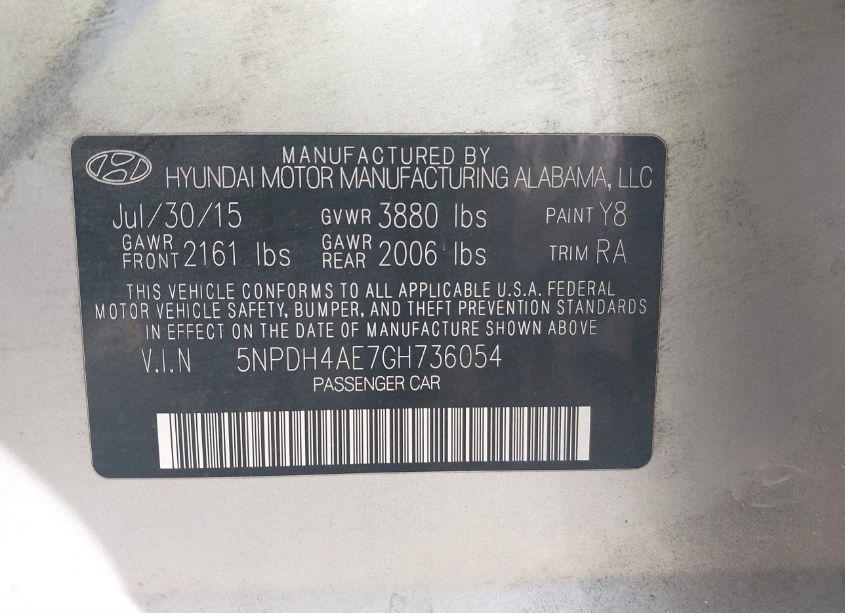 MANUFACTURED BY
HYUNDAI MOTOR MANUFACTURING ALABAMA, LLC
Jul/30/15 GVWR 3880 lbs PAINT Y8
GAWR FRONT 2161 lbs GAWR REAR 2006 lbs TRIM RA
THIS VEHICLE CONFORMS TO ALL APPLICABLE U.S.A. FEDERAL
MOTOR VEHICLE SAFETY, BUMPER, AND THEFT PREVENTION STANDARDS
IN EFFECT ON THE DATE OF MANUFACTURE SHOWN ABOVE
V.I.N 5NPDH4AE7GH736054
PASSENGER CAR